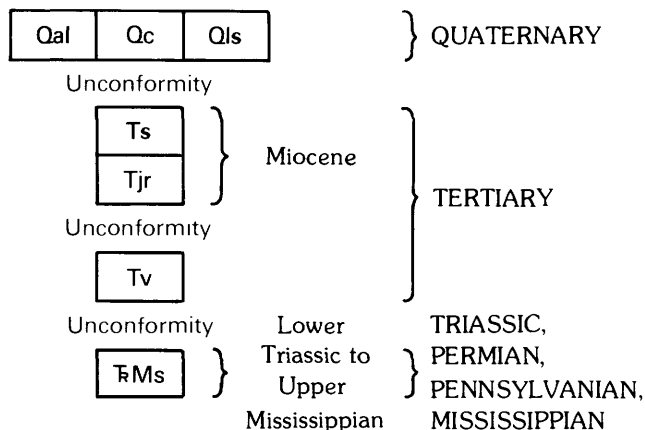 Qal Qc Qls QUATERNARY
Unconformity
Ts
Miocene
Tjr
TERTIARY
Unconformity
Tv
Unconformity Lower TRIASSIC,
Triassic to PERMIAN,
TRMs
Upper PENNSYLVANIAN,
Mississippian MISSISSIPPIAN